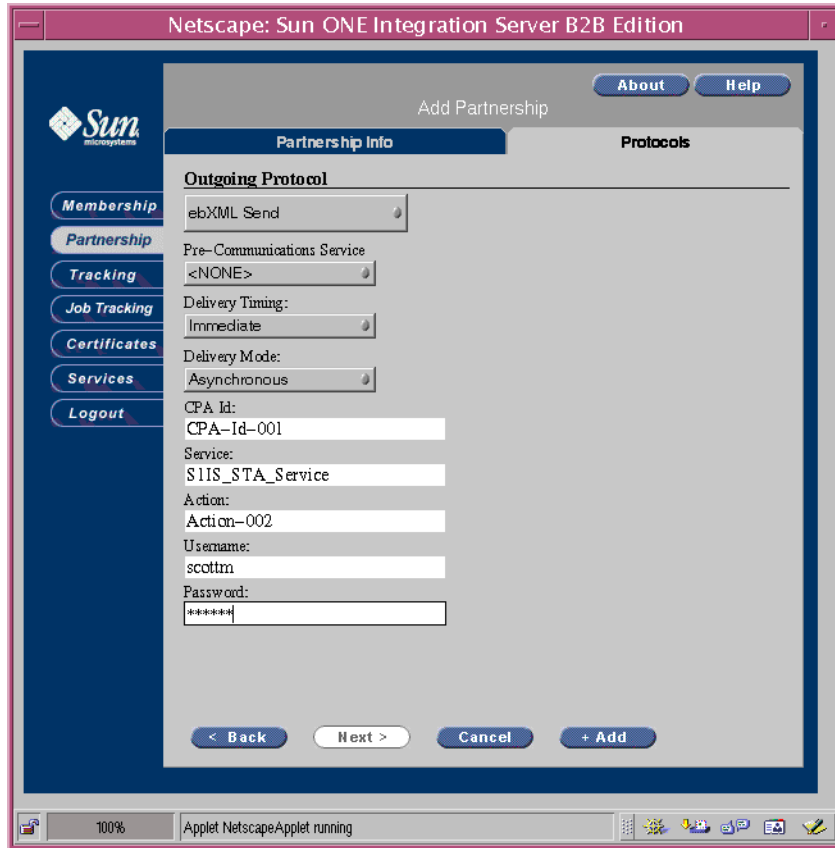 Netscape: Sun ONE Integration Server B2B Edition
About
Help
Add Partnership
Sun
microsystems
Partnership Info
Protocols
Outgoing Protocol
Membership
ebXML Send
Partnership
Pre-Communications Service
Tracking
<NONE>
Delivery Timing:
Job Tracking
Immediate
Certificates
Delivery Mode:
Services
Asynchronous
Logout
CPA Id:
CPA-Id-001
Service:
S1IS_STA_Service
Action:
Action-002
Username:
scottm
Password:
******
< Back
Next >
Cancel
+ Add
100%
Applet NetscapeApplet running